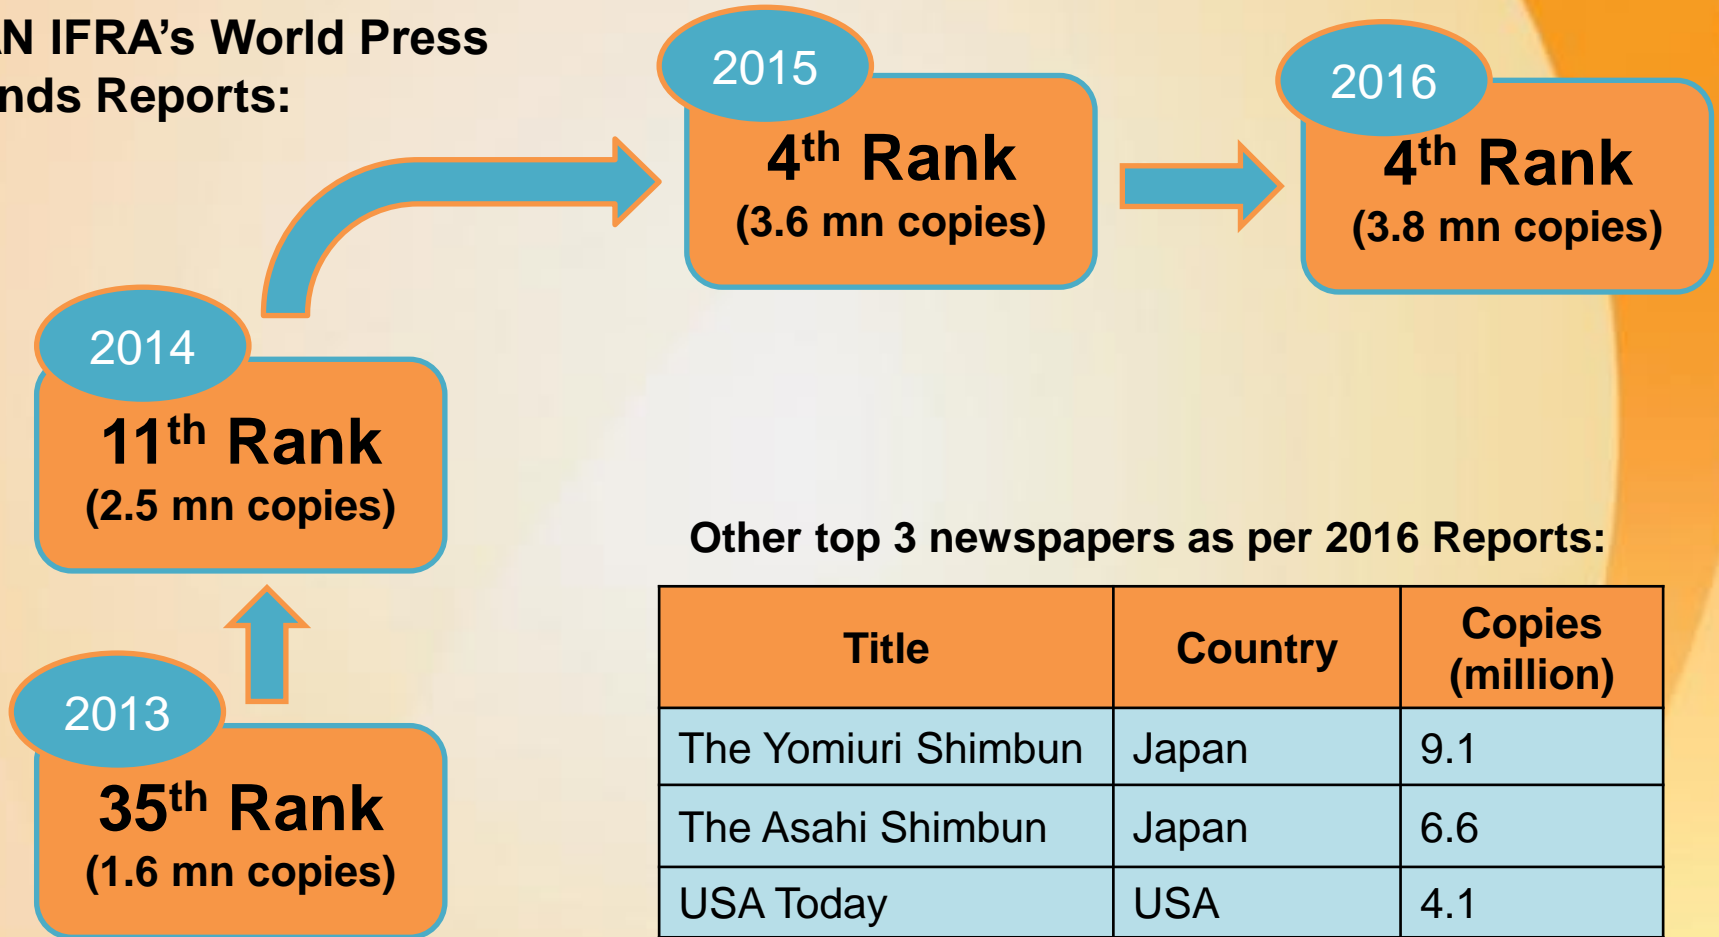 IFRA's World Press
Reports:
2015
4th Rank
(3.6 mn copies)
2016
4th Rank
(3.8 mn copies)
2014
11th Rank
(2.5 mn copies)
2013
35th Rank
(1.6 mn copies)
Other top 3 newspapers as per 2016 Reports:
Title Country Copies
(million)
The Yomiuri Shimbun Japan 9.1
The Asahi Shimbun Japan 6.6
USA Today USA 4.1